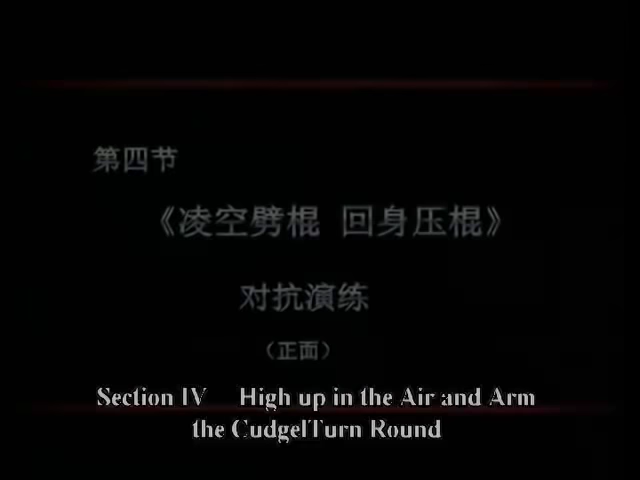 第四节
《凌空劈棍 回身压棍》
对抗演练
（正面）
Section IV High up in the Air and Arm
the CudgelTurn Round